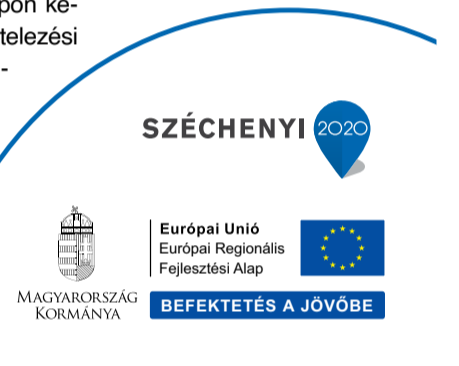 pon ke-
telezési
-
SZÉCHENYI 2020
Európai Unió
Európai Regionális
Fejlesztési Alap
MAGYARORSZÁG
KORMÁNYA
BEFEKTETÉS A JÖVŐBE